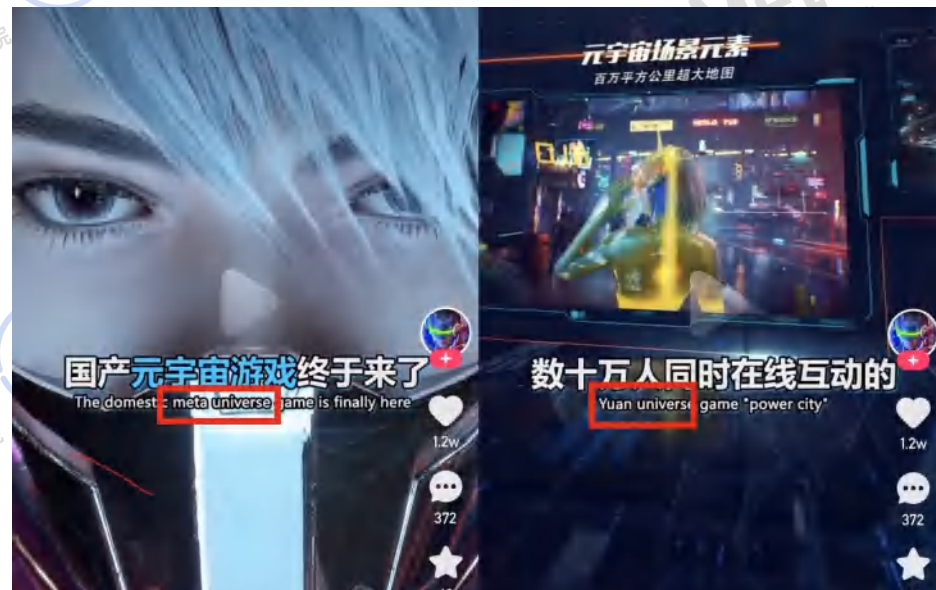 国产元宇宙游戏终于来了
The domestic meta universe game is finally here
1.2w
372
元宇宙场景元素
百万平方公里超大地图
数十万人同时在线互动的
Yuan universe game "power city"
1.2w
372